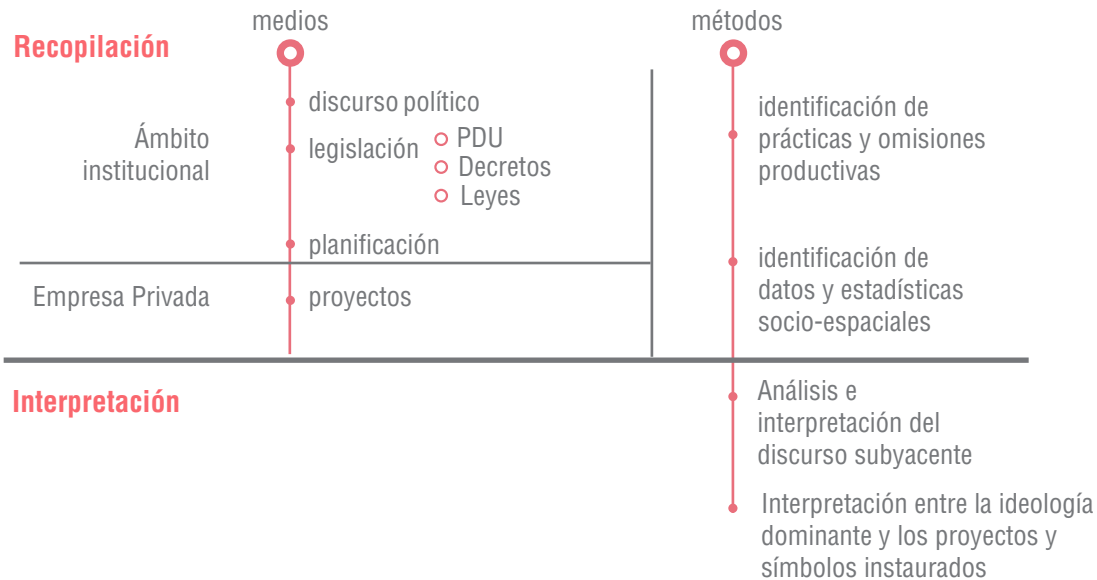 medios
métodos
Recopilación
discurso político
Ámbito
institucional
legislación
PDU
Decretos
Leyes
planificación
Empresa Privada
proyectos
identificación de
prácticas y omisiones
productivas
identificación de
datos y estadísticas
socio-espaciales
Interpretación
Análisis e
interpretación del
discurso subyacente
Interpretación entre la ideología
dominante y los proyectos y
símbolos instaurados